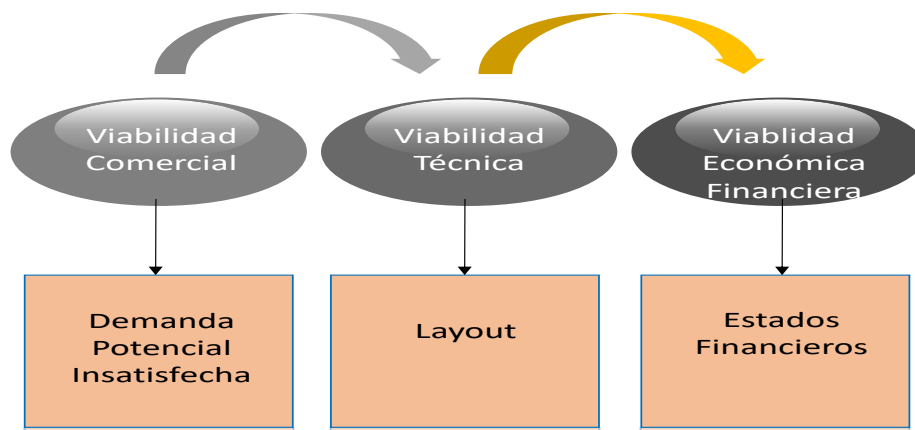 Viabilidad
Comercial
Viabilidad
Técnica
Viablidad
Económica
Financiera
Demanda
Potencial
Insatisfecha
Layout
Estados
Financieros